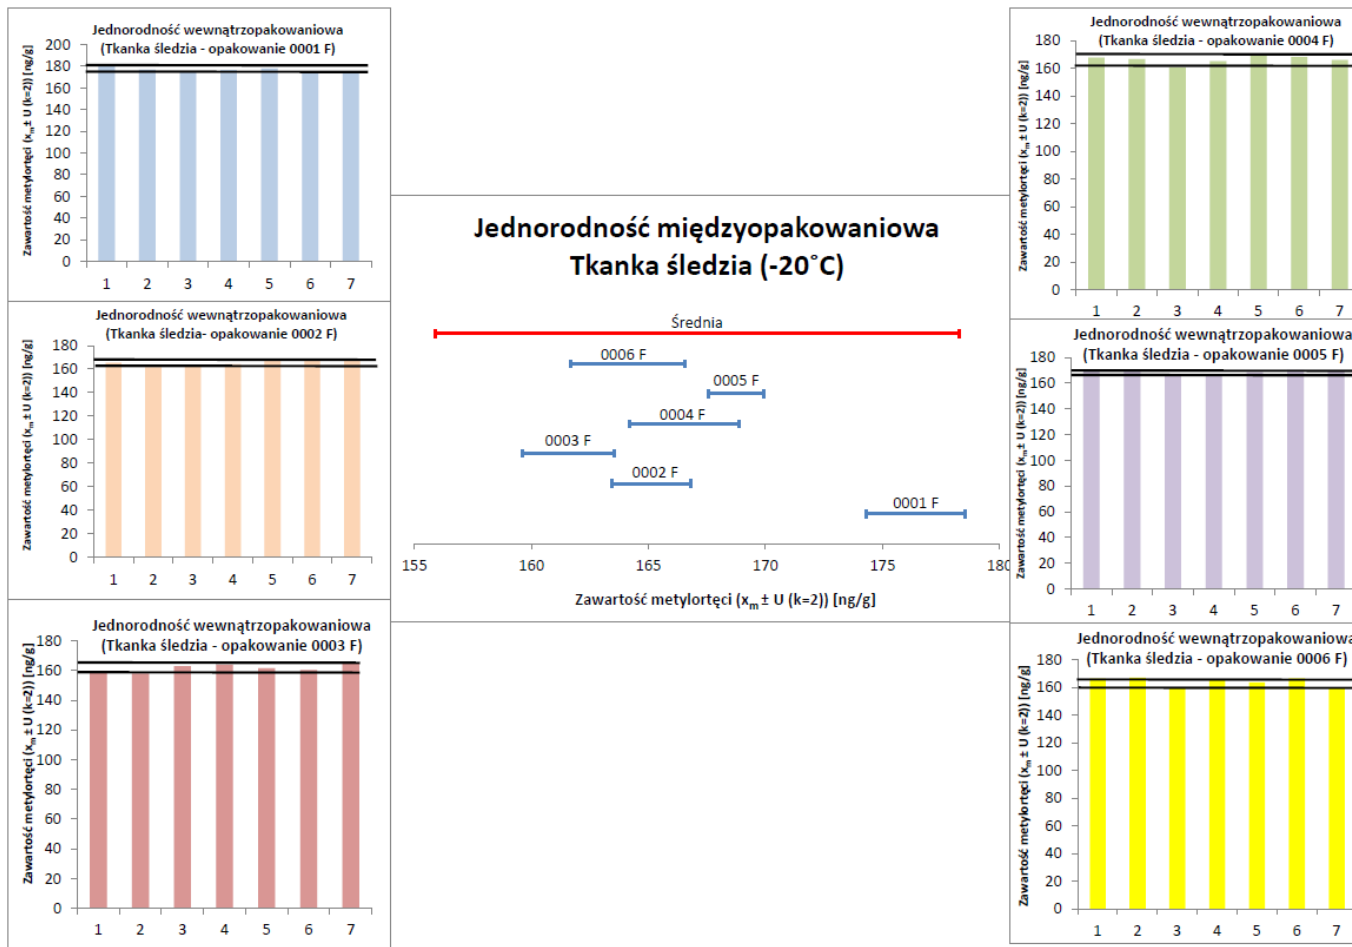 Jednorodność wewnątrzopakowaniowa
(Tkanka śledzia - opakowanie 0001 F)
Zawartość metylortęci (xm ± U (k=2)) [ng/g]
200
180
160
140
120
100
80
60
40
20
0
1 2 3 4 5 6 7
Jednorodność wewnątrzopakowaniowa
(Tkanka śledzia- opakowanie 0002 F)
Zawartość metylortęci (xm ± U (k=2)) [ng/g]
180
160
140
120
100
80
60
40
20
0
1 2 3 4 5 6 7
Jednorodność wewnątrzopakowaniowa
(Tkanka śledzia - opakowanie 0003 F)
Zawartość metylortęci (xm ± U (k=2)) [ng/g]
180
160
140
120
100
80
60
40
20
0
1 2 3 4 5 6 7
Jednorodność międzyopakowaniowa
Tkanka śledzia (-20˚C)
Średnia
0006 F
0005 F
0004 F
0003 F
0002 F
0001 F
155 160 165 170 175 180
Zawartość metylortęci (xm ± U (k=2)) [ng/g]
Jednorodność wewnątrzopakowaniowa
(Tkanka śledzia - opakowanie 0004 F)
Zawartość metylortęci (xm ± U (k=2)) [ng/g]
180
160
140
120
100
80
60
40
20
0
1 2 3 4 5 6 7
Jednorodność wewnątrzopakowaniowa
(Tkanka śledzia - opakowanie 0005 F)
Zawartość metylortęci (xm ± U (k=2)) [ng/g]
180
160
140
120
100
80
60
40
20
0
1 2 3 4 5 6 7
Jednorodność wewnątrzopakowaniowa
(Tkanka śledzia - opakowanie 0006 F)
Zawartość metylortęci (xm ± U (k=2)) [ng/g]
180
160
140
120
100
80
60
40
20
0
1 2 3 4 5 6 7